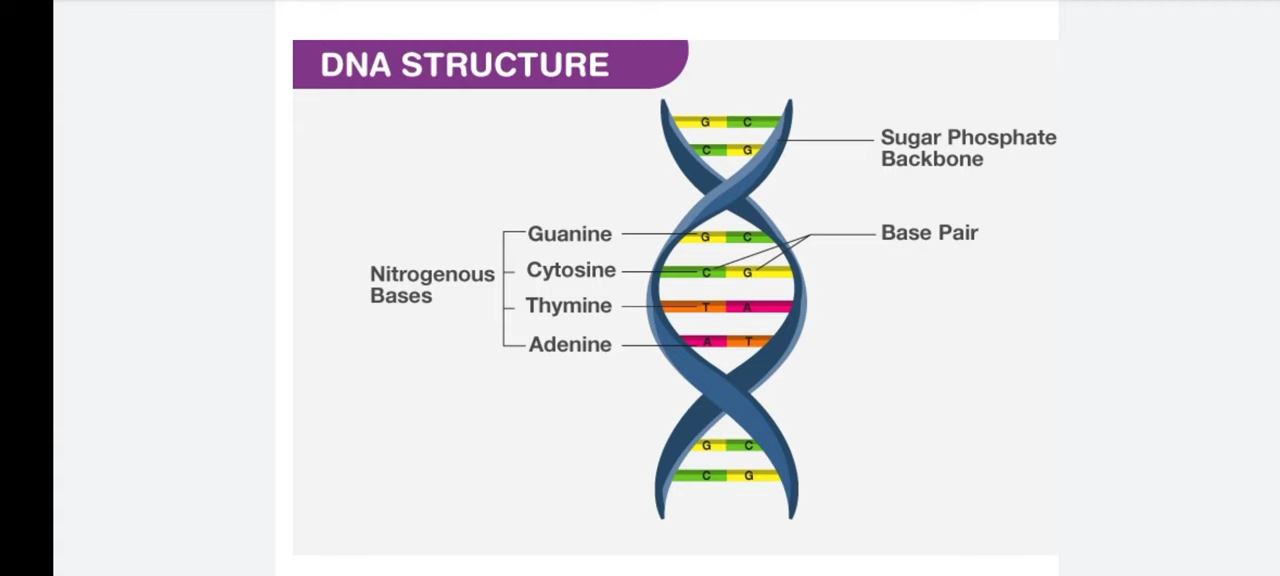 DNA STRUCTURE
G C
C G
Sugar Phosphate
Backbone
Guanine
G C
Base Pair
Nitrogenous
Bases
Cytosine
C G
Thymine
T A
Adenine
A T
G C
C G